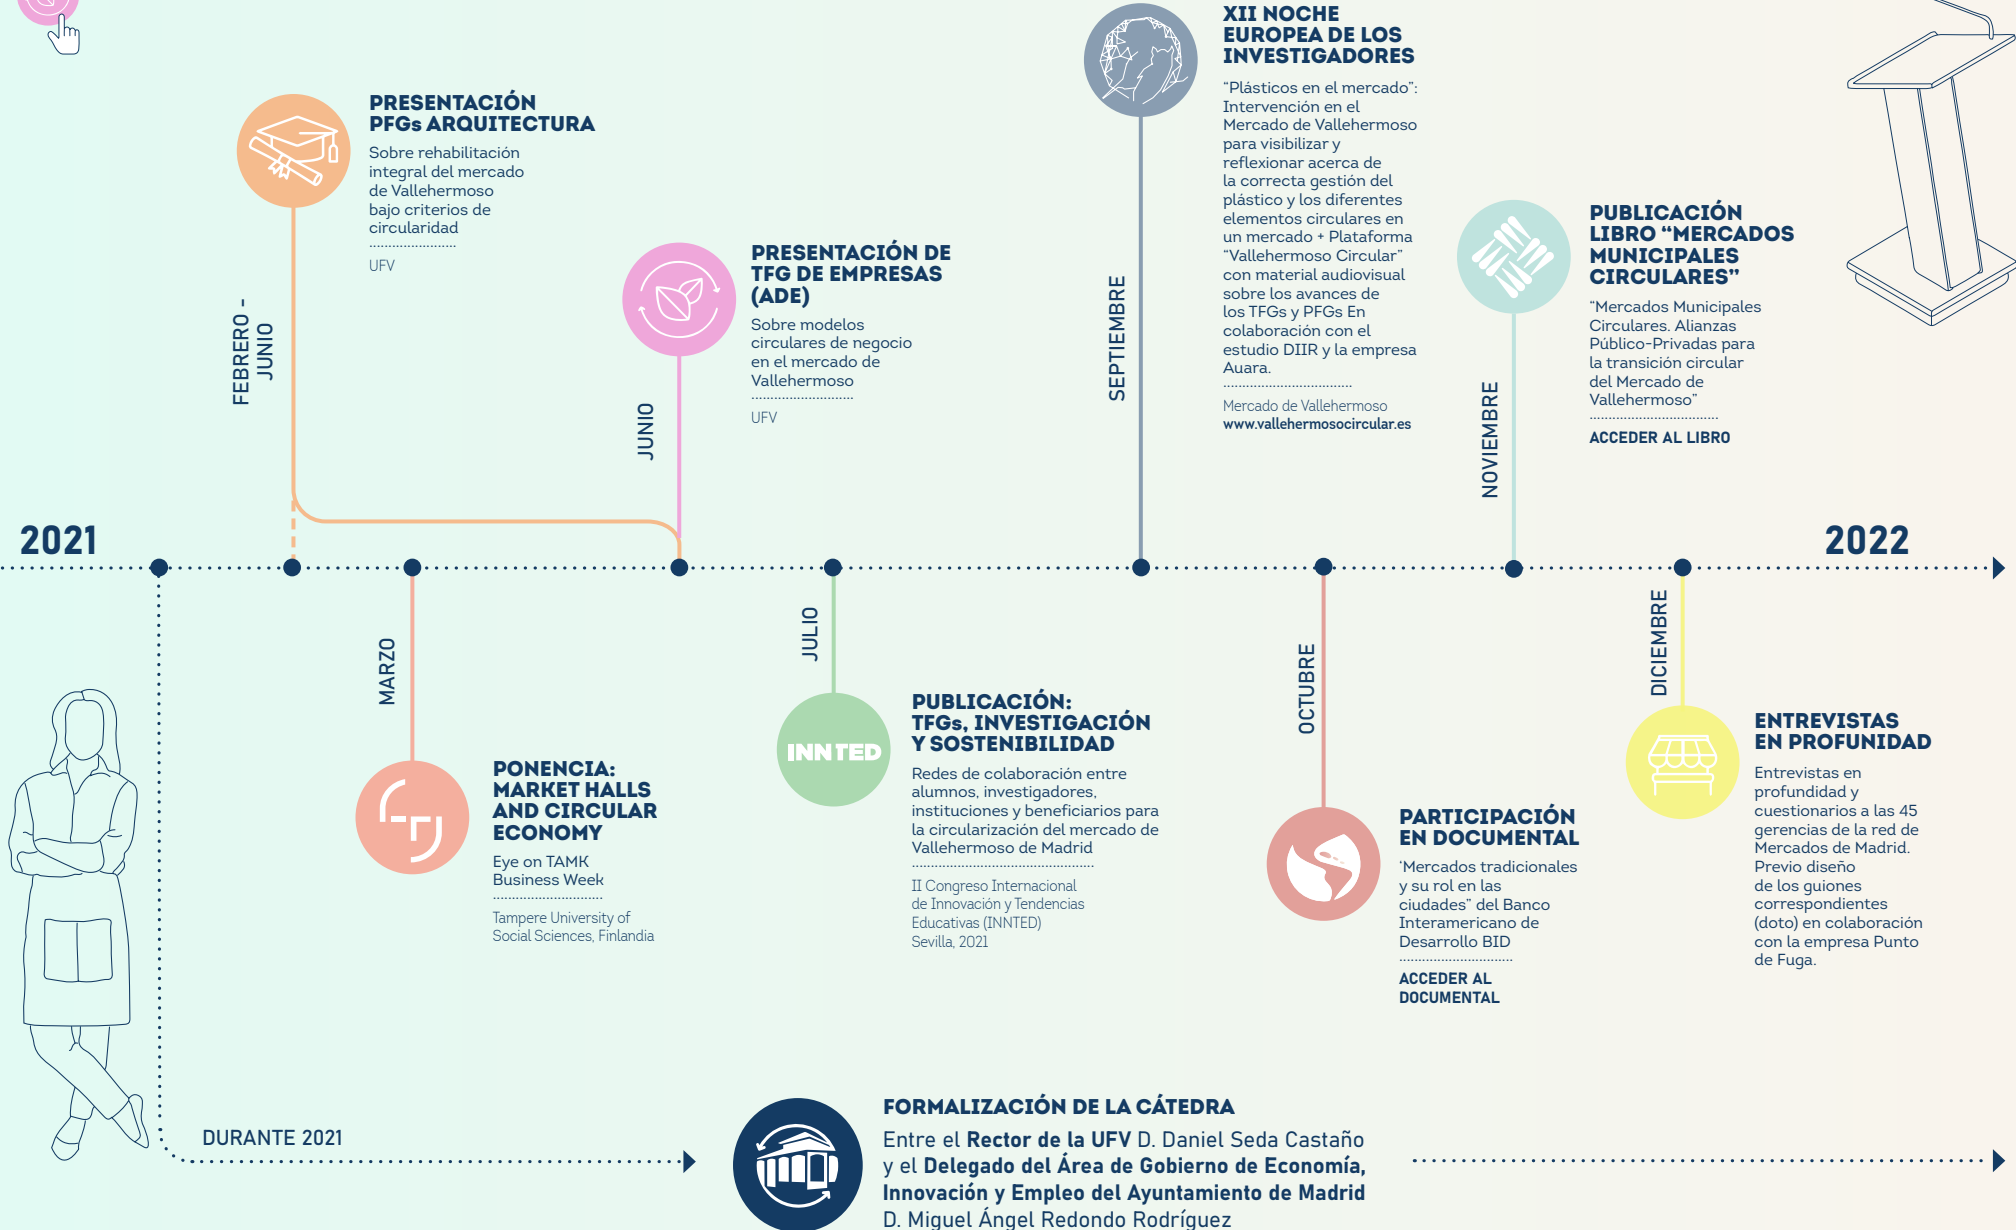 2021
2022
FEBRERO -
JUNIO
PRESENTACIÓN
PFGs ARQUITECTURA
Sobre rehabilitación
integral del mercado
de Vallehermoso
bajo criterios de
circularidad
UFV
MARZO
PONENCIA:
MARKET HALLS
AND CIRCULAR
ECONOMY
Eye on TAMK
Business Week
Tampere University of
Social Sciences, Finlandia
JUNIO
PRESENTACIÓN DE
TFG DE EMPRESAS
(ADE)
Sobre modelos
circulares de negocio
en el mercado de
Vallehermoso
UFV
JULIO
INNTED
PUBLICACIÓN:
TFGs, INVESTIGACIÓN
Y SOSTENIBILIDAD
Redes de colaboración entre
alumnos, investigadores,
instituciones y beneficiarios para
la circularización del mercado de
Vallehermoso de Madrid
II Congreso Internacional
de Innovación y Tendencias
Educativas (INNTED)
Sevilla, 2021
SEPTIEMBRE
XII NOCHE
EUROPEA DE LOS
INVESTIGADORES
“Plásticos en el mercado”:
Intervención en el
Mercado de Vallehermoso
para visibilizar y
reflexionar acerca de
la correcta gestión del
plástico y los diferentes
elementos circulares en
un mercado + Plataforma
“Vallehermoso Circular”
con material audiovisual
sobre los avances de
los TFGs y PFGs En
colaboración con el
estudio DIIR y la empresa
Auara.
Mercado de Vallehermoso
www.vallehermosocircular.es
OCTUBRE
PARTICIPACIÓN
EN DOCUMENTAL
‘Mercados tradicionales
y su rol en las
ciudades” del Banco
Interamericano de
Desarrollo BID
ACCEDER AL
DOCUMENTAL
NOVIEMBRE
PUBLICACIÓN
LIBRO “MERCADOS
MUNICIPALES
CIRCULARES”
“Mercados Municipales
Circulares. Alianzas
Público-Privadas para
la transición circular
del Mercado de
Vallehermoso”
ACCEDER AL LIBRO
DICIEMBRE
ENTREVISTAS
EN PROFUNIDAD
Entrevistas en
profundidad y
cuestionarios a las 45
gerencias de la red de
Mercados de Madrid.
Previo diseño
de los guiones
correspondientes
(doto) en colaboración
con la empresa Punto
de Fuga.
DURANTE 2021
FORMALIZACIÓN DE LA CÁTEDRA
Entre el Rector de la UFV D. Daniel Seda Castaño
y el Delegado del Área de Gobierno de Economía,
Innovación y Empleo del Ayuntamiento de Madrid
D. Miguel Ángel Redondo Rodríguez